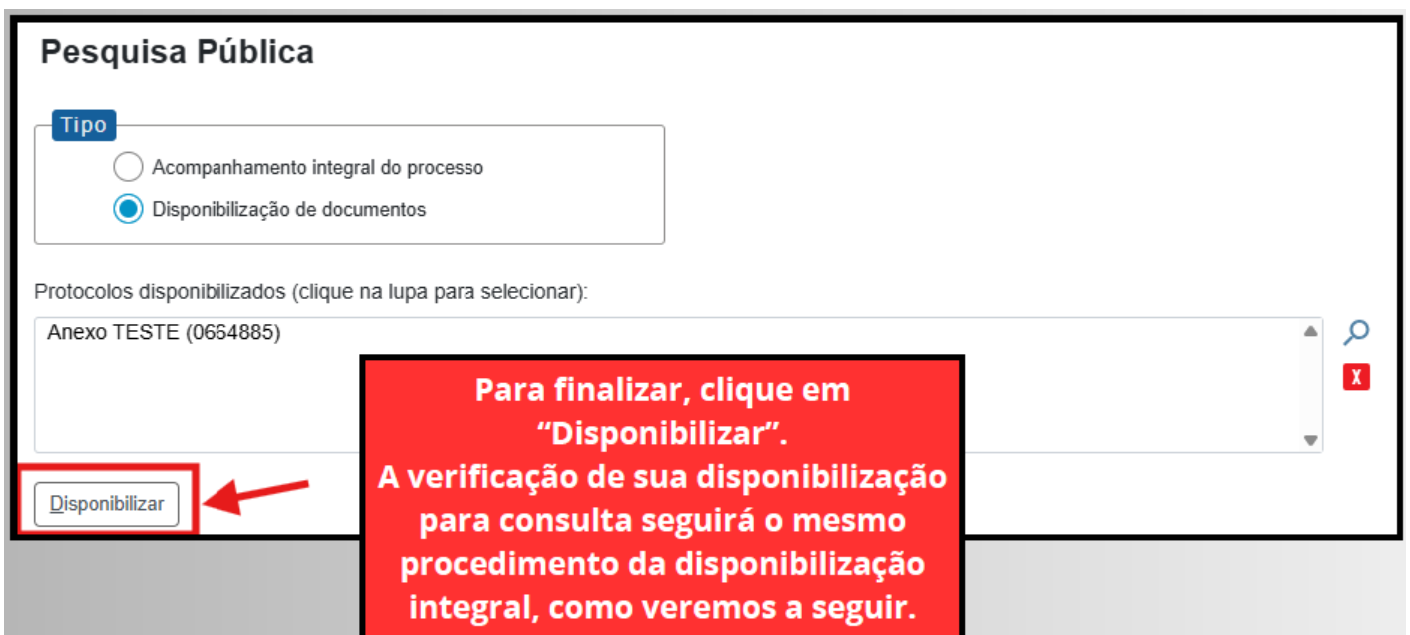 Pesquisa Pública
Tipo
Acompanhamento integral do processo
Disponibilização de documentos
Protocolos disponibilizados (clique na lupa para selecionar):
Anexo TESTE (0664885)
X
Para finalizar, clique em
“Disponibilizar”.
A verificação de sua disponibilização
para consulta seguirá o mesmo
procedimento da disponibilização
integral, como veremos a seguir.
Disponibilizar